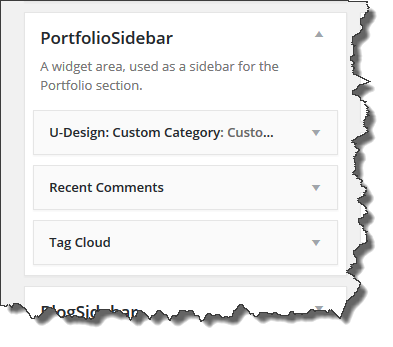 PortfolioSidebar
A widget area, used as a sidebar for the
Portfolio section.
U-Design: Custom Category: Custo...
Recent Comments
Tag Cloud
BlogSidebar